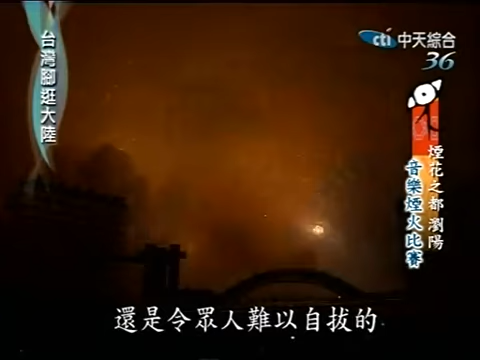 台灣腳逛大陸
cti 中天綜合
36
煙花之都 瀏陽
音樂煙火比賽
還是令眾人難以自拔的